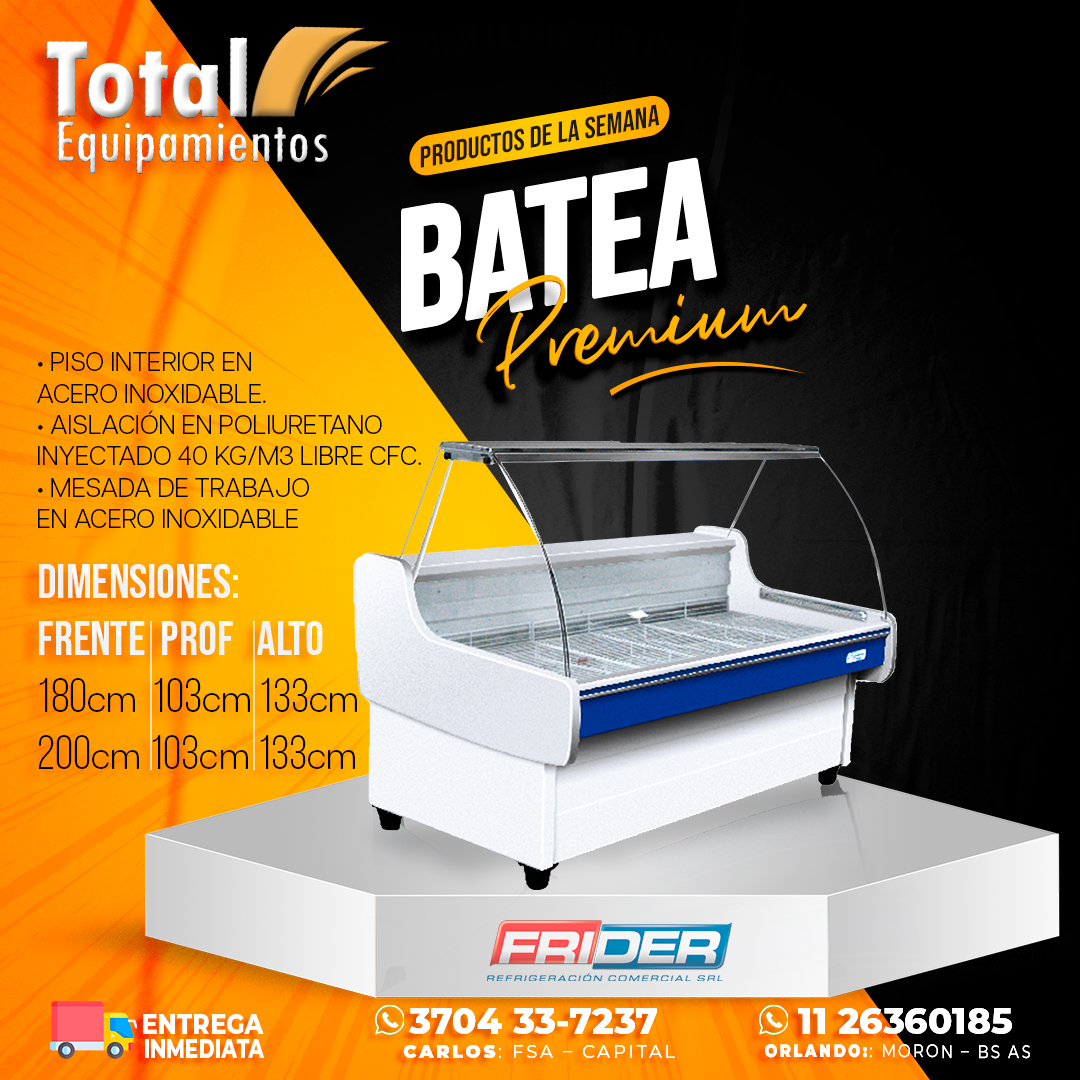 Total
Equipamientos
PRODUCTOS DE LA SEMANA
BATEA
Premium
• PISO INTERIOR EN
ACERO INOXIDABLE.
• AISLACIÓN EN POLIURETANO
INYECTADO 40 KG/M3 LIBRE CFC.
• MESADA DE TRABAJO
EN ACERO INOXIDABLE
DIMENSIONES:
FRENTE PROF ALTO
180cm 103cm 133cm
200cm 103cm 133cm
FRIDER
REFRIGERACIÓN COMERCIAL SRL
ENTREGA
INMEDIATA
3704 33-7237
CARLOS: FSA – CAPITAL
11 26360185
ORLANDO:: MORON – BS AS